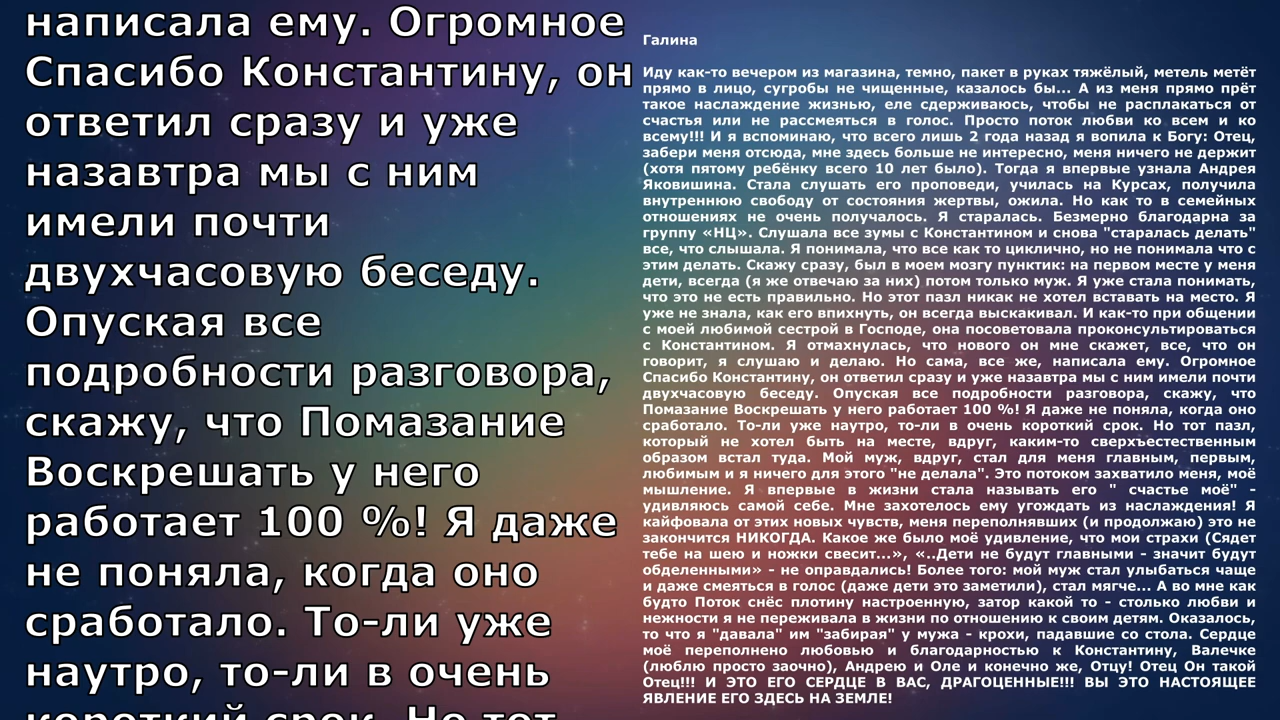 написала ему. Огромное
Спасибо Константину, он
ответил сразу и уже
назавтра мы с ним
имели почти
двухчасовую беседу.
Опуская все
подробности разговора,
скажу, что Помазание
Воскрешать у него
работает 100 %! Я даже
не поняла, когда оно
сработало. То-ли уже
наутро, то-ли в очень
короткий срок. Но тот
Галина
Иду как-то вечером из магазина, темно, пакет в руках тяжёлый, метель метёт
прямо в лицо, сугробы не чищенные, казалось бы... А из меня прямо прёт
такое наслаждение жизнью, еле сдерживаюсь, чтобы не расплакаться от
счастья или не рассмеяться в голос. Просто поток любви ко всем и ко
всему!!! И я вспоминаю, что всего лишь 2 года назад я вопила к Богу: Отец,
забери меня отсюда, мне здесь больше не интересно, меня ничего не держит
(хотя пятому ребёнку всего 10 лет было). Тогда я впервые узнала Андрея
Яковишина. Стала слушать его проповеди, училась на Курсах, получила
внутреннюю свободу от состояния жертвы, ожила. Но как то в семейных
отношениях не очень получалось. Я старалась. Безмерно благодарна за
группу «НЦ». Слушала все зумы с Константином и снова "старалась делать"
все, что слышала. Я понимала, что все как то циклично, но не понимала что с
этим делать. Скажу сразу, был в моем мозгу пунктик: на первом месте у меня
дети, всегда (я же отвечаю за них) потом только муж. Я уже стала понимать,
что это не есть правильно. Но этот пазл никак не хотел вставать на место. Я
уже не знала, как его впихнуть, он всегда выскакивал. И как-то при общении
с моей любимой сестрой в Господе, она посоветовала проконсультироваться
с Константином. Я отмахнулась, что нового он мне скажет, все, что он
говорит, я слушаю и делаю. Но сама, все же, написала ему. Огромное
Спасибо Константину, он ответил сразу и уже назавтра мы с ним имели почти
двухчасовую беседу. Опуская все подробности разговора, скажу, что
Помазание Воскрешать у него работает 100 %! Я даже не поняла, когда оно
сработало. То-ли уже наутро, то-ли в очень короткий срок. Но тот пазл,
который не хотел быть на месте, вдруг, каким-то сверхъестественным
образом встал туда. Мой муж, вдруг, стал для меня главным, первым,
любимым и я ничего для этого "не делала". Это потоком захватило меня, моё
мышление. Я впервые в жизни стала называть его " счастье моё" -
удивляюсь самой себе. Мне захотелось ему угождать из наслаждения! Я
кайфовала от этих новых чувств, меня переполнявших (и продолжаю) это не
закончится НИКОГДА. Какое же было моё удивление, что мои страхи (Сядет
тебе на шею и ножки свесит...», «..Дети не будут главными - значит будут
обделенными» - не оправдались! Более того: мой муж стал улыбаться чаще
и даже смеяться в голос (даже дети это заметили), стал мягче... А во мне как
будто Поток снёс плотину настроенную, затор какой то - столько любви и
нежности я не переживала в жизни по отношению к своим детям. Оказалось,
то что я "давала" им "забирая" у мужа - крохи, падавшие со стола. Сердце
моё переполнено любовью и благодарностью к Константину, Валечке
(люблю просто заочно), Андрею и Оле и конечно же, Отцу! Отец Он такой
Отец!!! И ЭТО ЕГО СЕРДЦЕ В ВАС, ДРАГОЦЕННЫЕ!!! ВЫ ЭТО НАСТОЯЩЕЕ
ЯВЛЕНИЕ ЕГО ЗДЕСЬ НА ЗЕМЛЕ!